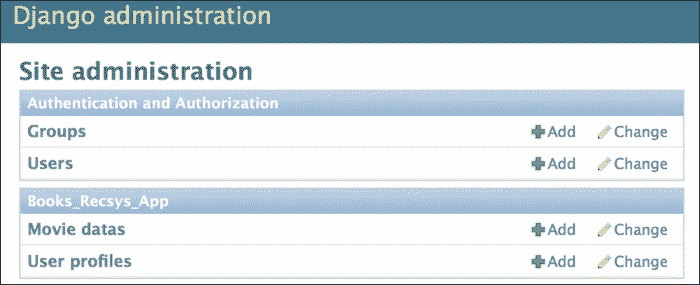 Django administration
Site administration
Authentication and Authorization
Groups Add Change
Users Add Change
Books_Recsys_App
Movie datas Add Change
User profiles Add Change